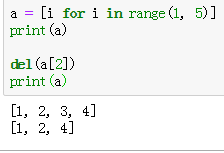 a = [i for i in range(1, 5)]
print(a)
del(a[2])
print(a)
[1, 2, 3, 4]
[1, 2, 4]